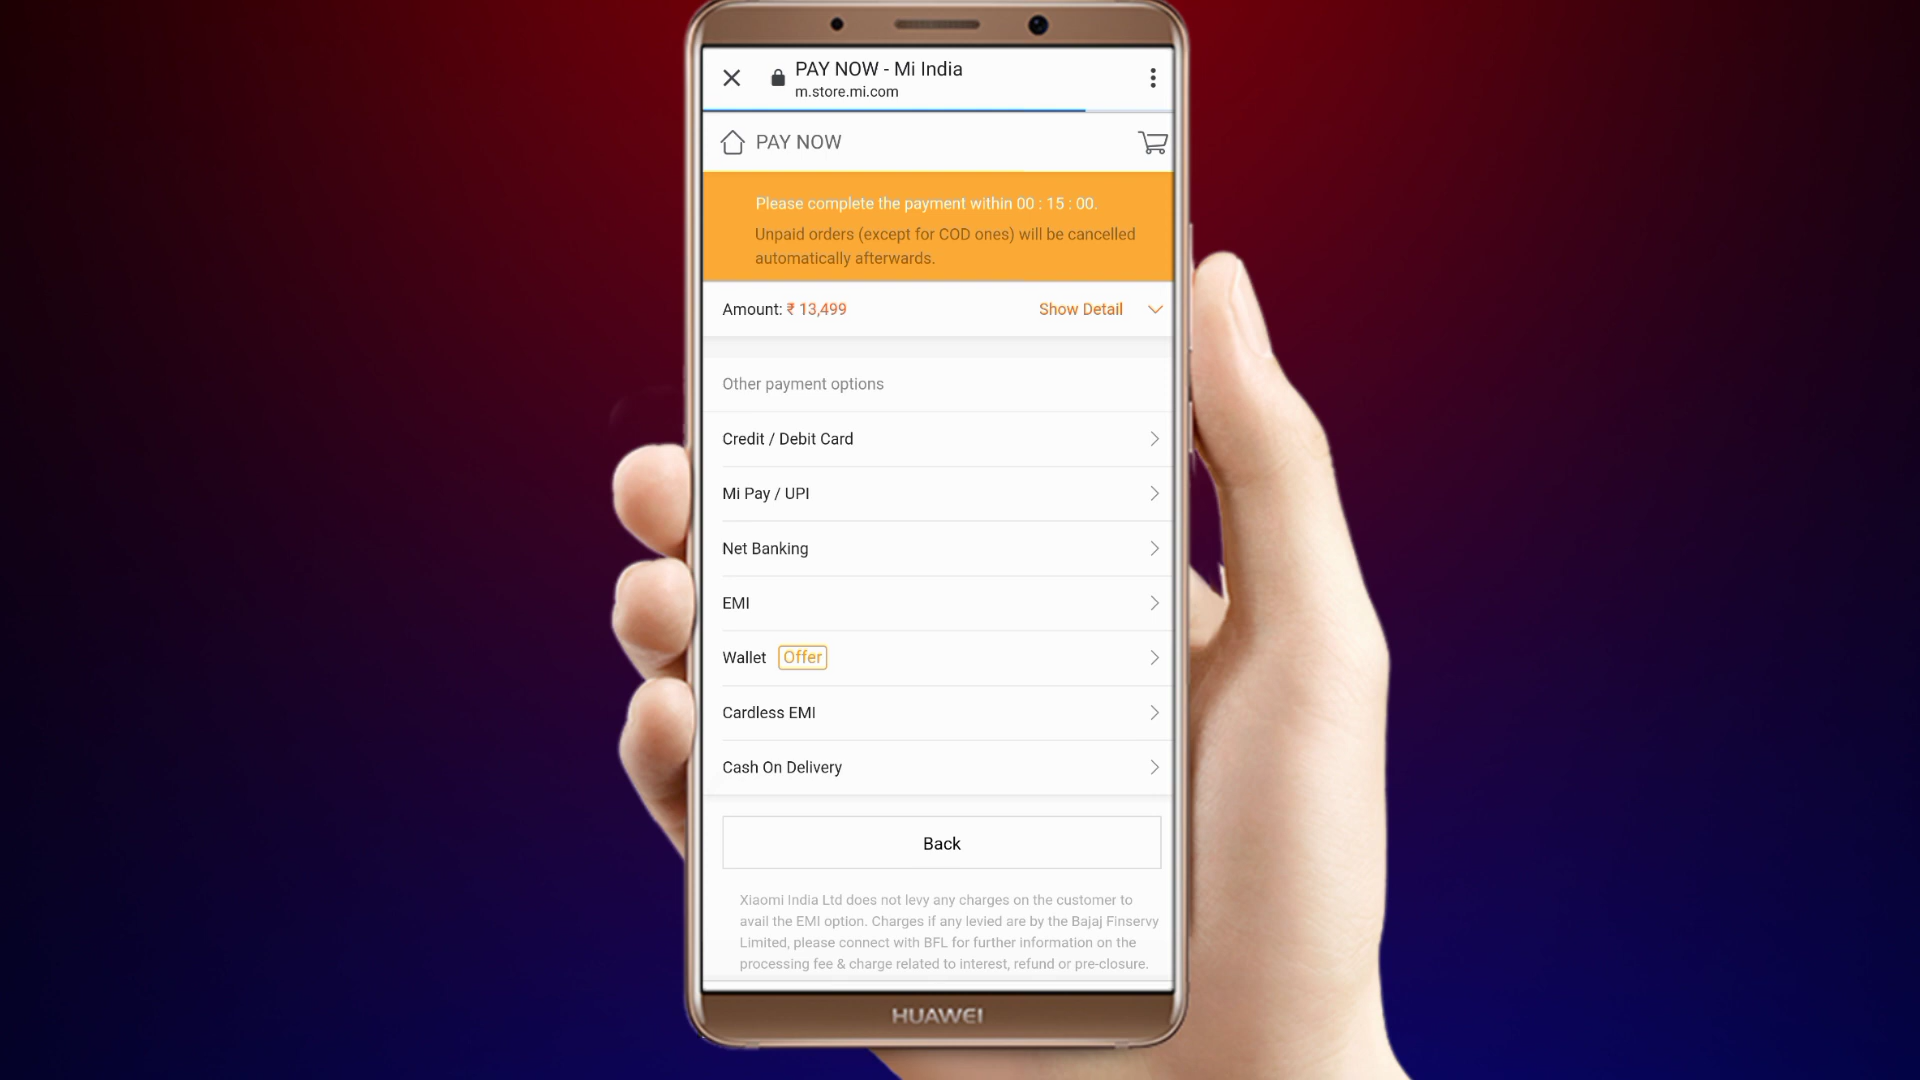 PAY NOW - Mi India
m.store.mi.com
PAY NOW
Please complete the payment within 00 : 15 : 00.
Unpaid orders (except for COD ones) will be cancelled
automatically afterwards.
Amount: ₹ 13,499 Show Detail
Other payment options
Credit / Debit Card
Mi Pay / UPI
Net Banking
EMI
Wallet Offer
Cardless EMI
Cash On Delivery
Back
Xiaomi India Ltd does not levy any charges on the customer to
avail the EMI option. Charges if any levied are by the Bajaj Finservy
Limited, please connect with BFL for further information on the
processing fee & charge related to interest, refund or pre-closure.
HUAWEI